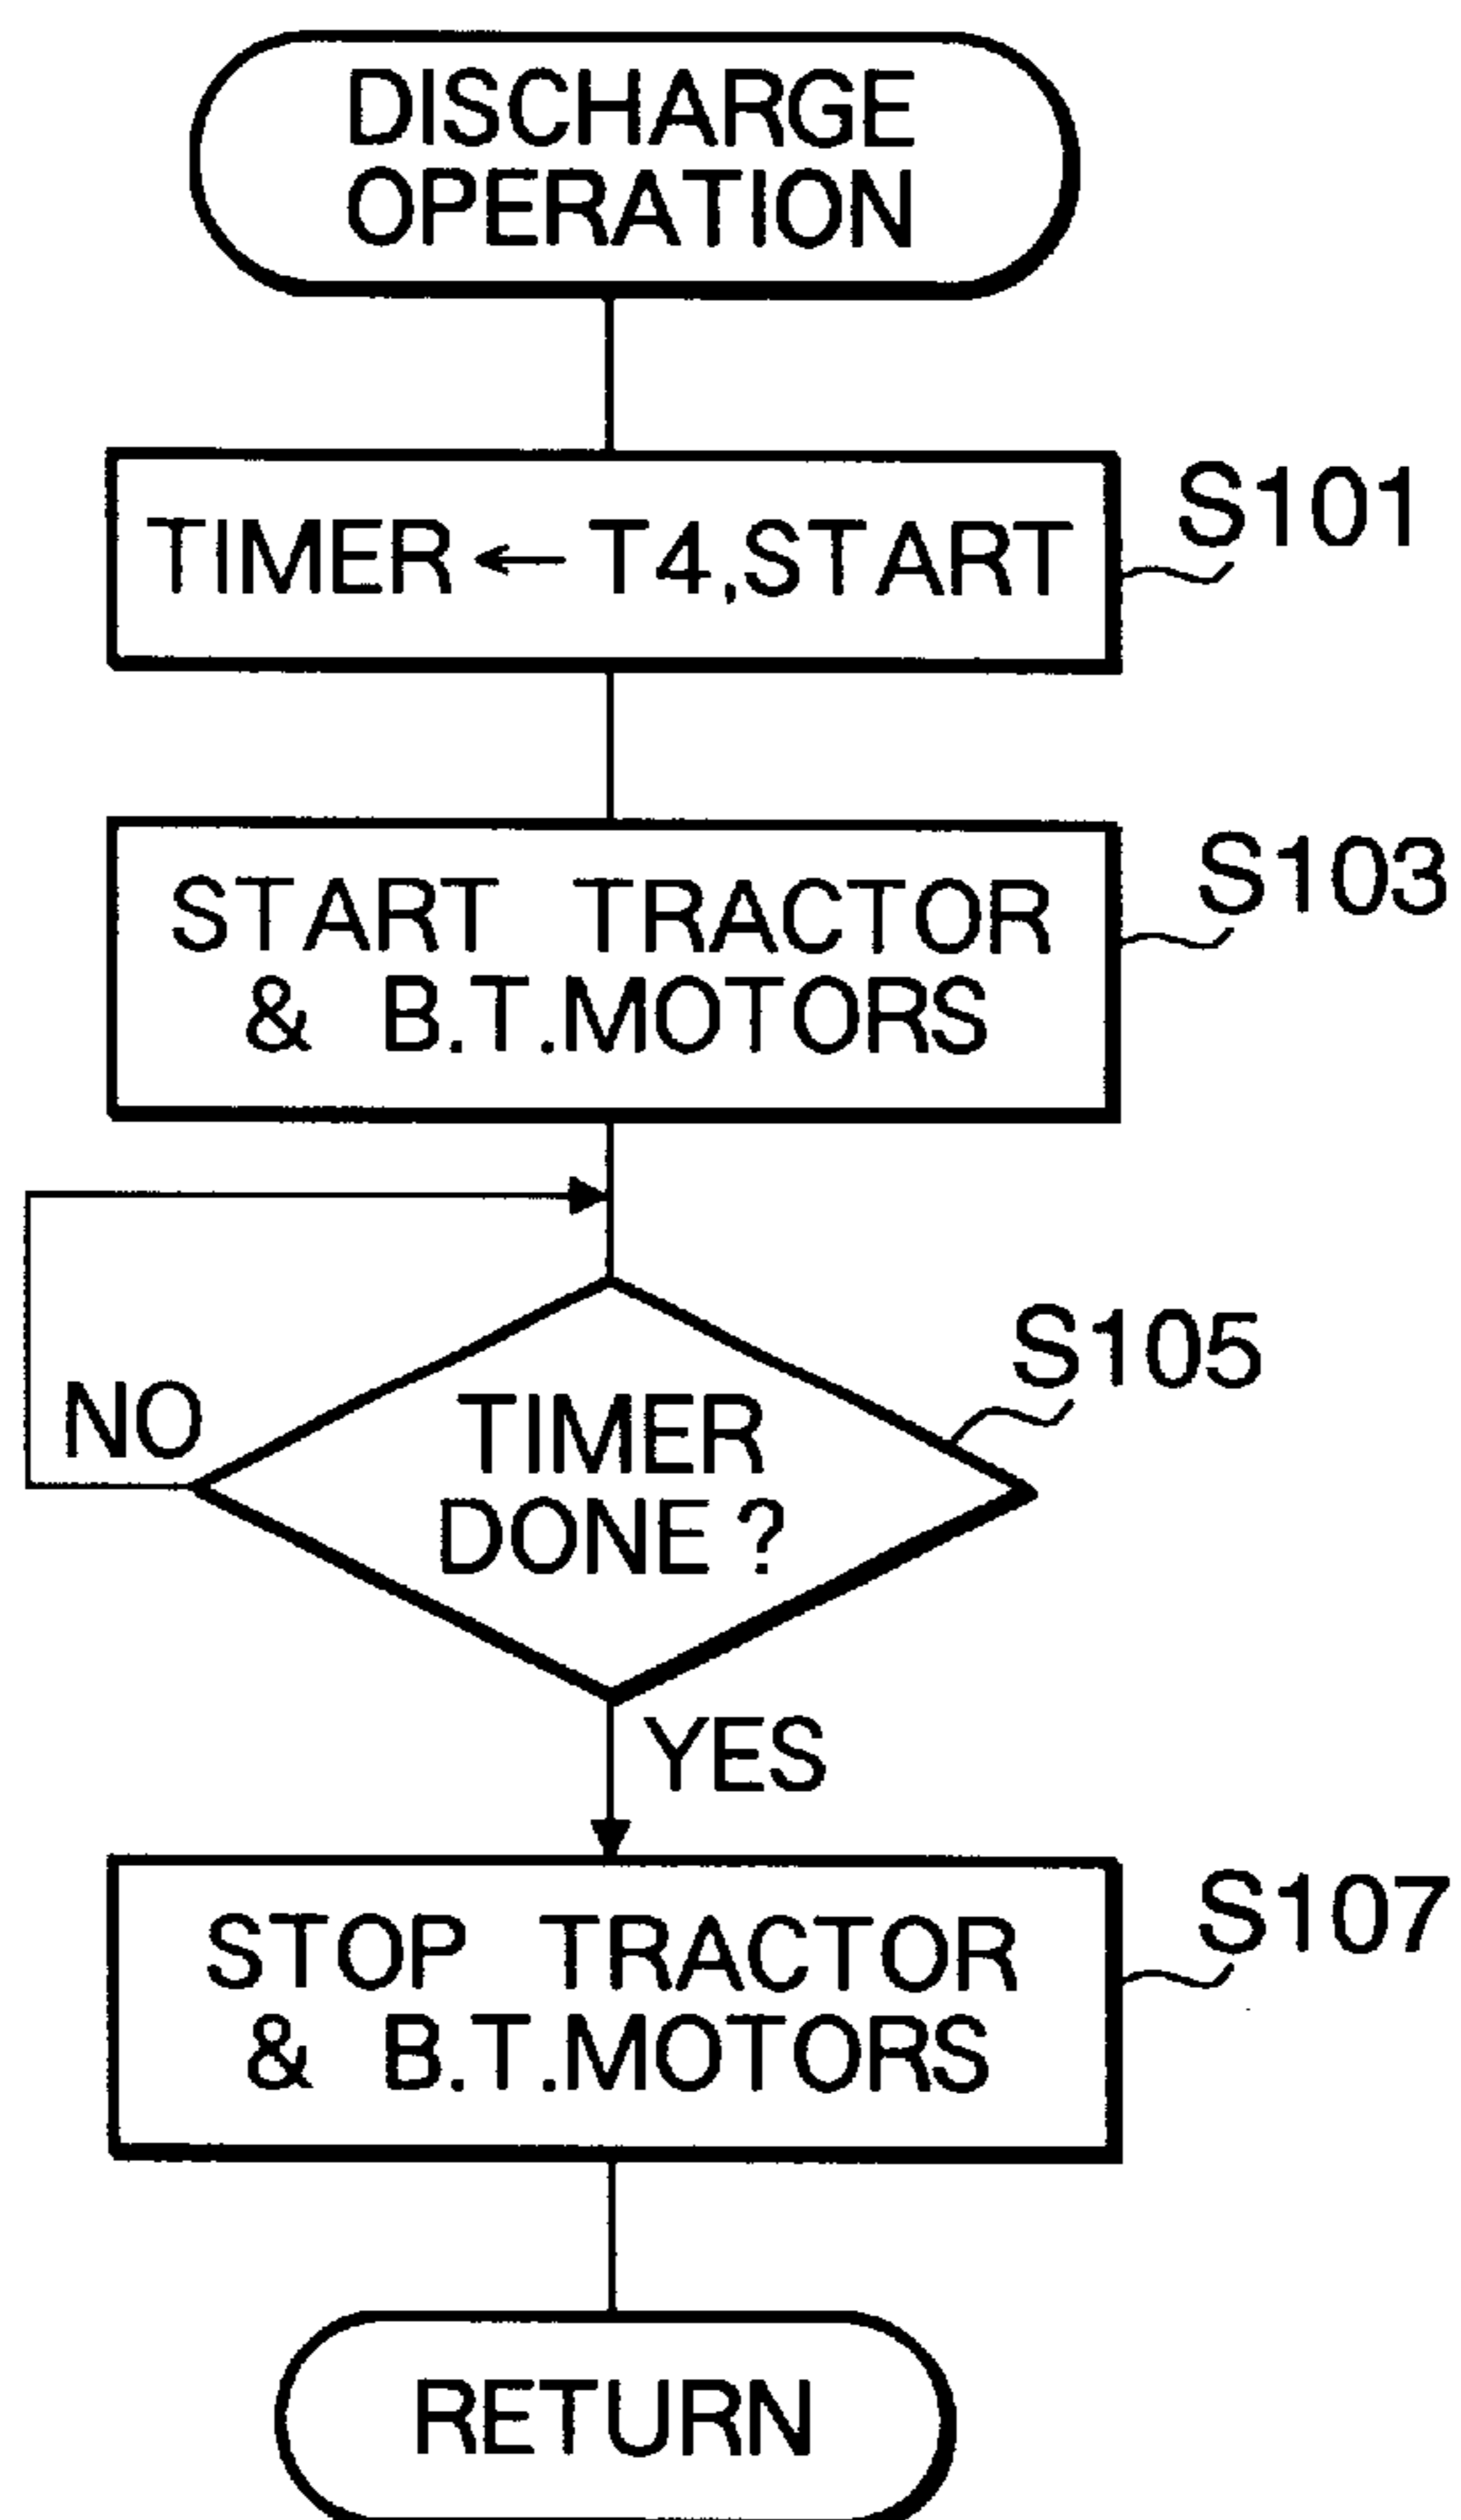 DISCHARGE
OPERATION
TIMER ← T4,START
S101
START TRACTOR
& B.T.MOTORS
S103
NO
TIMER
DONE ?
S105
YES
STOP TRACTOR
& B.T.MOTORS
S107
RETURN